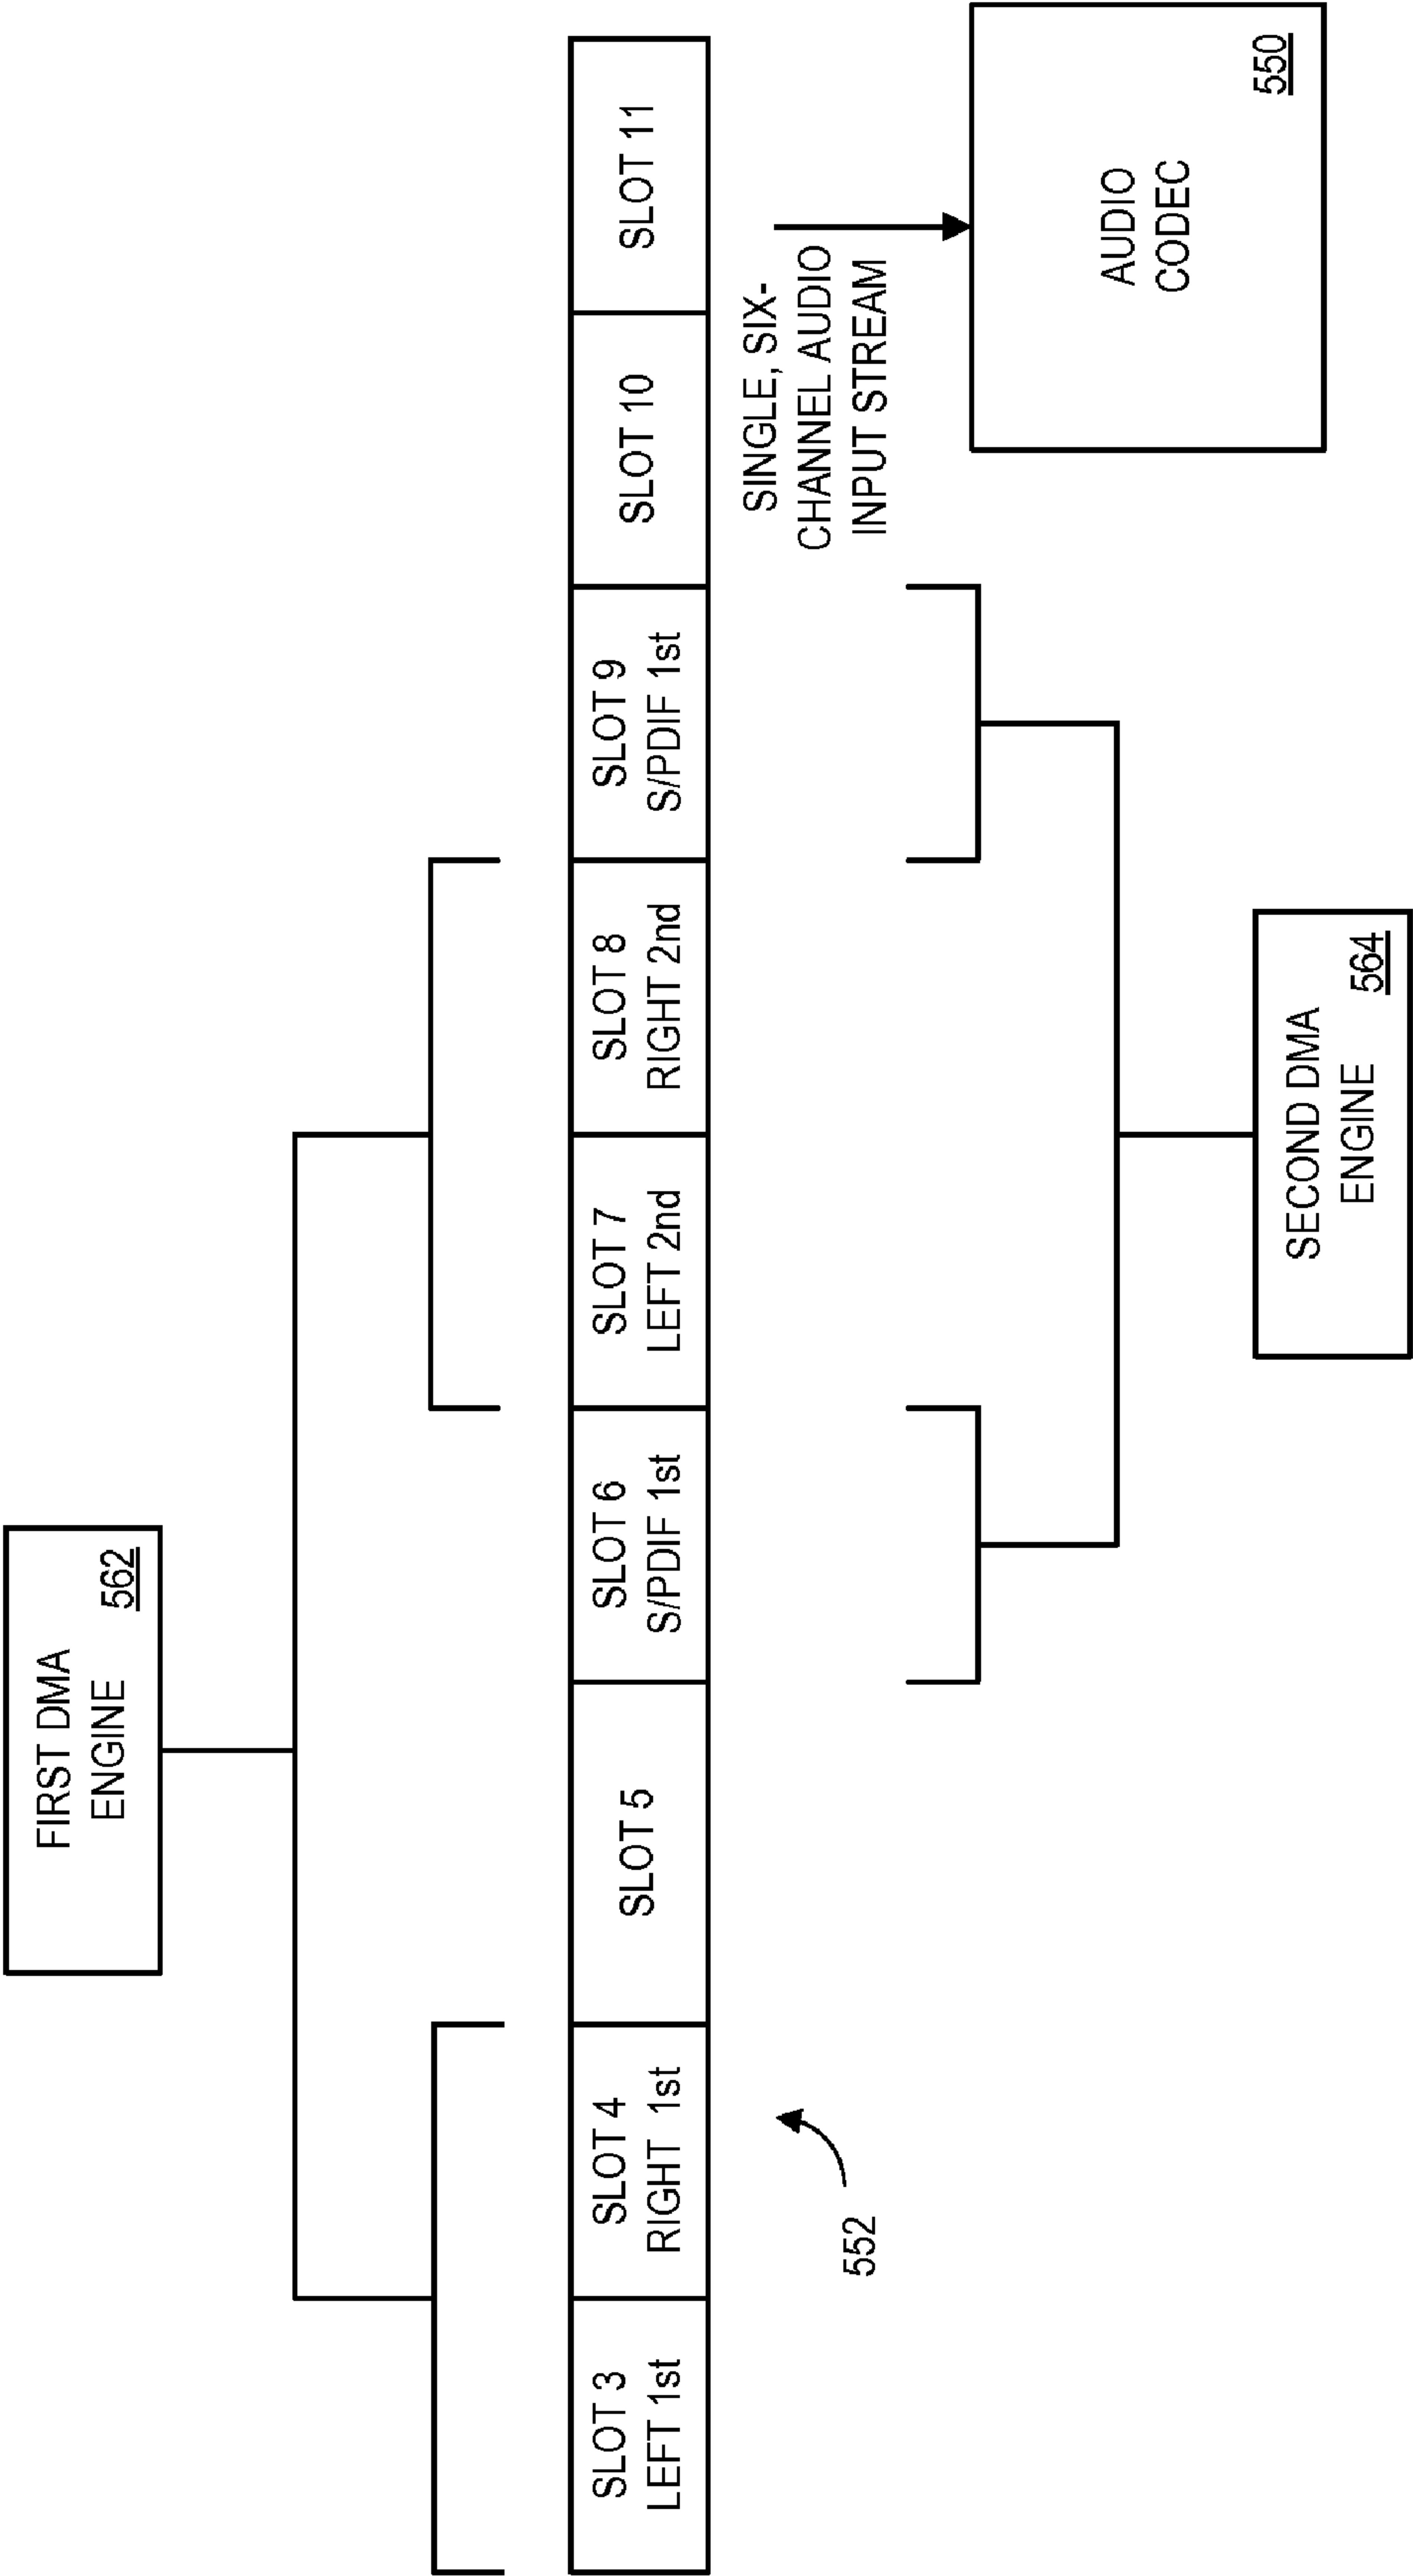 FIRST DMA
ENGINE
562
SLOT 3
LEFT 1st
SLOT 4
RIGHT 1st
SLOT 5
SLOT 6
S/PDIF 1st
SLOT 7
LEFT 2nd
SLOT 8
RIGHT 2nd
SLOT 9
S/PDIF 1st
SLOT 10
SLOT 11
552
SINGLE, SIX-
CHANNEL AUDIO
INPUT STREAM
AUDIO
CODEC
550
SECOND DMA
ENGINE
564